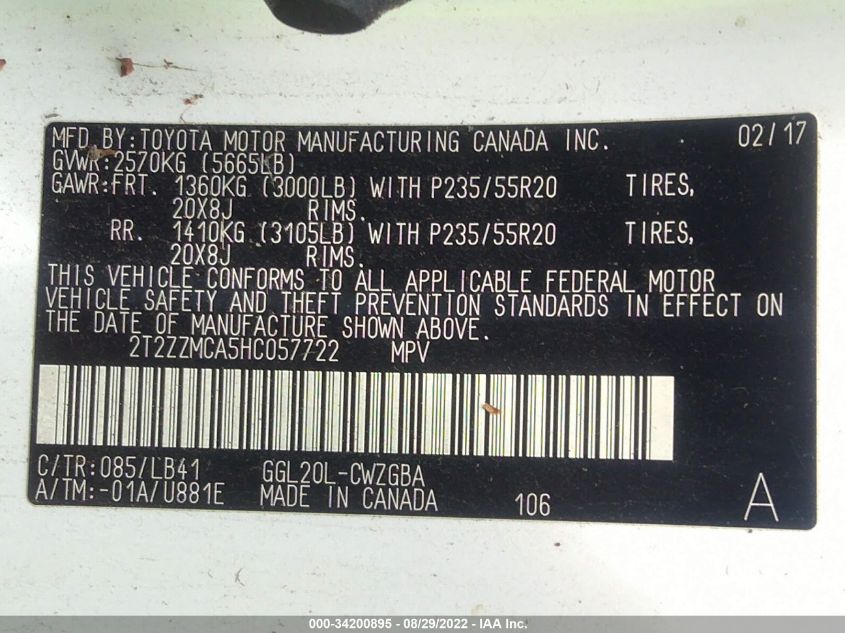 MFD.BY:TOYOTA MOTOR MANUFACTURING CANADA INC. 02/17
GVWR:2570KG (5665LB)
GAWR:FRT. 1360KG (3000LB) WITH P235/55R20 TIRES,
20X8J RIMS.
RR. 1410KG (3105LB) WITH P235/55R20 TIRES,
20X8J RIMS.
THIS VEHICLE CONFORMS TO ALL APPLICABLE FEDERAL MOTOR
VEHICLE SAFETY AND THEFT PREVENTION STANDARDS IN EFFECT ON
THE DATE OF MANUFACTURE SHOWN ABOVE.
2T2ZZMCA5HC057722 MPV
C/TR:085/LB41 GGL20L-CWZGBA
A/TM:-01A/U881E MADE IN CANADA 106 A
000-34200895 - 08/29/2022 - IAA Inc.